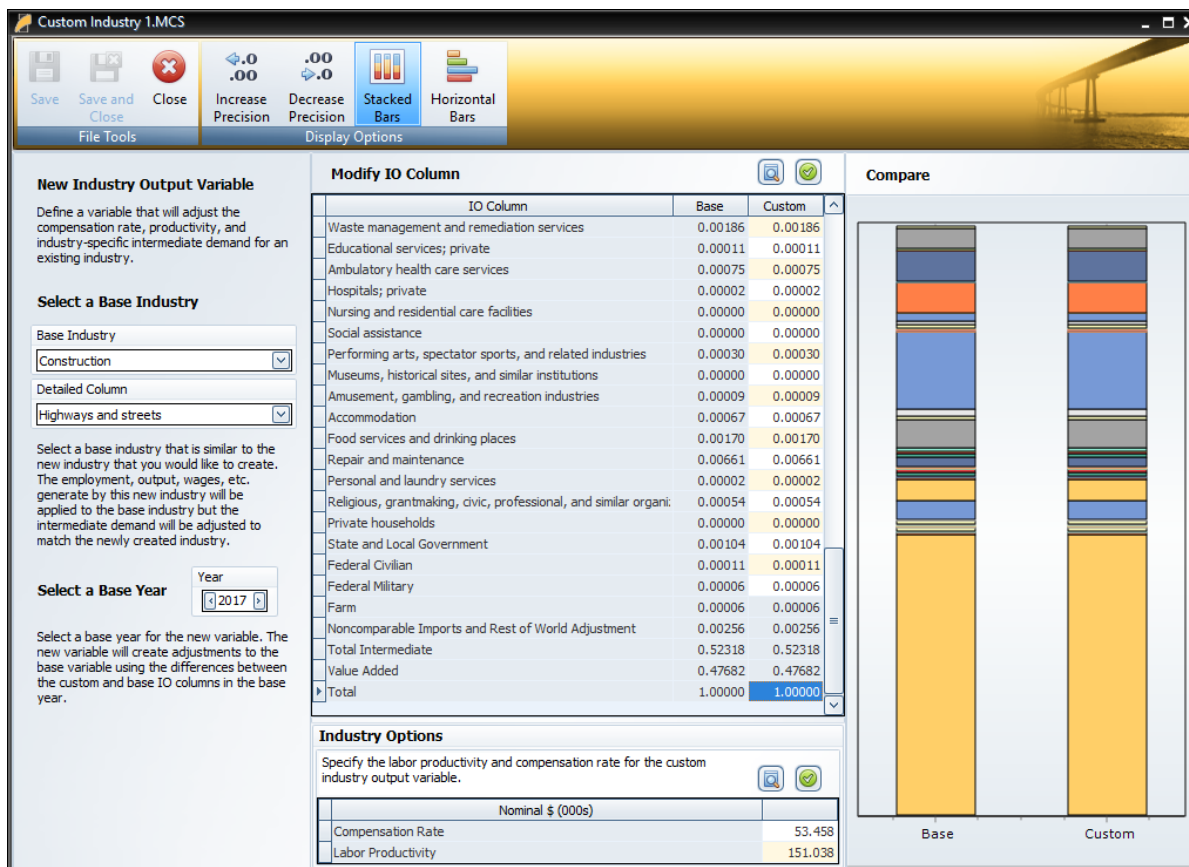 Custom Industry 1.MCS
Save
Save and Close
Close
File Tools
.0
.00
Increase Precision
.00
.0
Decrease Precision
Stacked Bars
Horizontal Bars
Display Options
New Industry Output Variable
Define a variable that will adjust the
compensation rate, productivity, and
industry-specific intermediate demand for an
existing industry.
Select a Base Industry
Base Industry
Construction
Detailed Column
Highways and streets
Select a base industry that is similar to the
new industry that you would like to create.
The employment, output, wages, etc.
generate by this new industry will be
applied to the base industry but the
intermediate demand will be adjusted to
match the newly created industry.
Select a Base Year
Year
2017
Select a base year for the new variable. The
new variable will create adjustments to the
base variable using the differences between
the custom and base IO columns in the base
year.
Modify IO Column
IO Column Base Custom
Waste management and remediation services 0.00186 0.00186
Educational services; private 0.00011 0.00011
Ambulatory health care services 0.00075 0.00075
Hospitals; private 0.00002 0.00002
Nursing and residential care facilities 0.00000 0.00000
Social assistance 0.00000 0.00000
Performing arts, spectator sports, and related industries 0.00030 0.00030
Museums, historical sites, and similar institutions 0.00000 0.00000
Amusement, gambling, and recreation industries 0.00009 0.00009
Accommodation 0.00067 0.00067
Food services and drinking places 0.00170 0.00170
Repair and maintenance 0.00661 0.00661
Personal and laundry services 0.00002 0.00002
Religious, grantmaking, civic, professional, and similar organi: 0.00054 0.00054
Private households 0.00000 0.00000
State and Local Government 0.00104 0.00104
Federal Civilian 0.00011 0.00011
Federal Military 0.00006 0.00006
Farm 0.00006 0.00006
Noncomparable Imports and Rest of World Adjustment 0.00256 0.00256
Total Intermediate 0.52318 0.52318
Value Added 0.47682 0.47682
Total 1.00000 1.00000
Industry Options
Specify the labor productivity and compensation rate for the custom
industry output variable.
Nominal $ (000s)
Compensation Rate 53.458
Labor Productivity 151.038
Compare
Base Custom